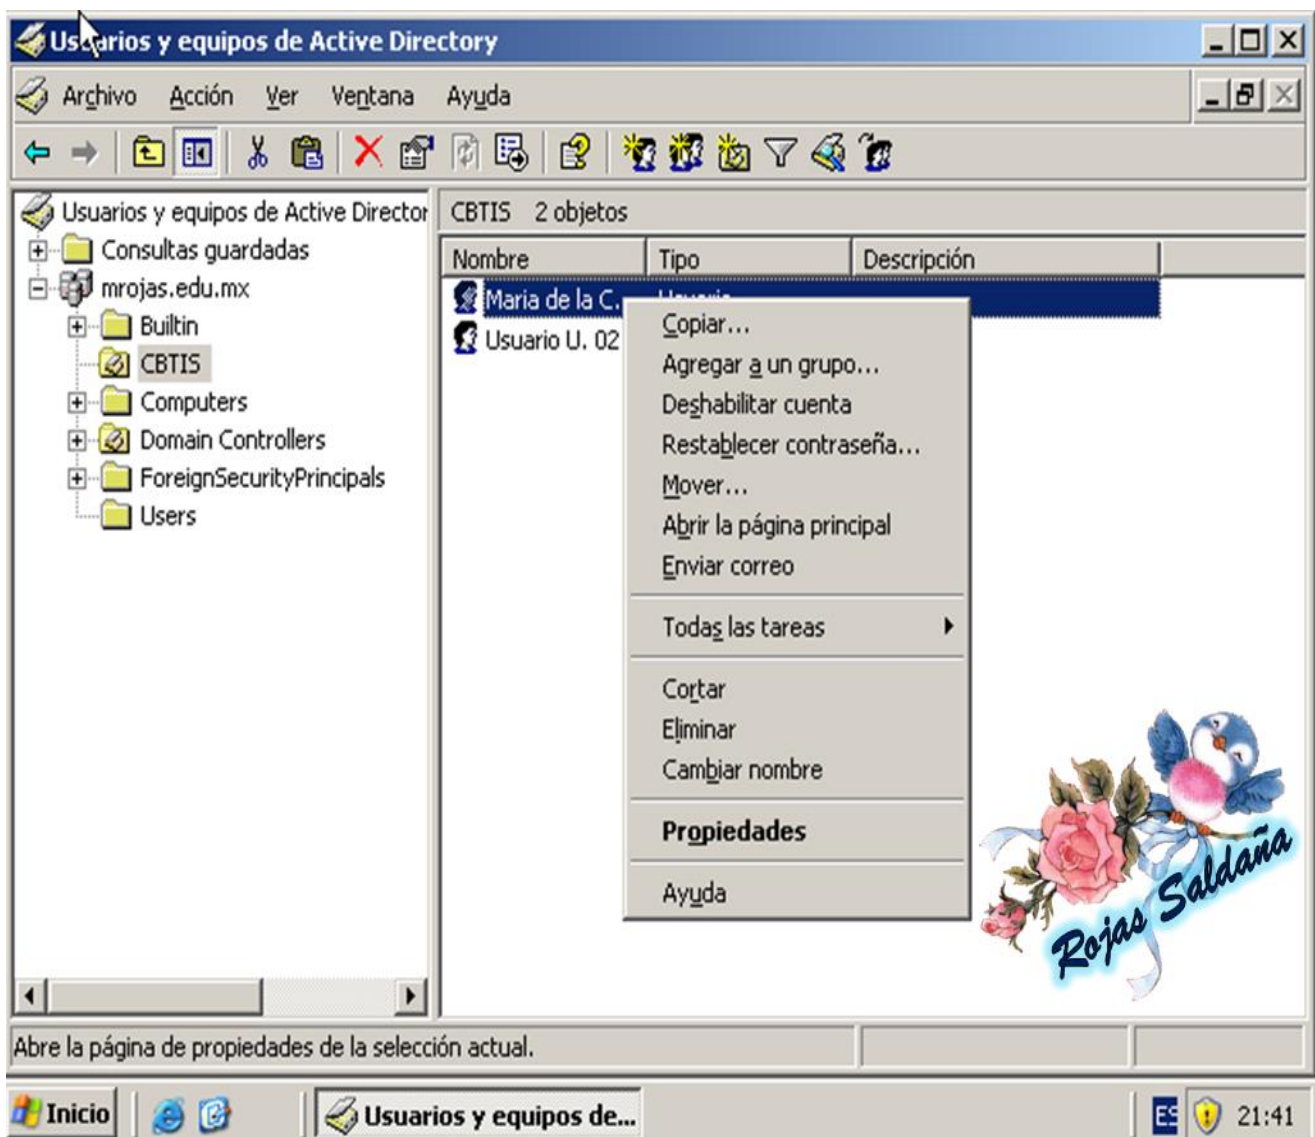 Usuarios y equipos de Active Directory
Archivo Acción Ver Ventana Ayuda
Usuarios y equipos de Active Director
Consultas guardadas
mrojas.edu.mx
Builtin
CBTIS
Computers
Domain Controllers
ForeignSecurityPrincipals
Users
CBTIS 2 objetos
Nombre Tipo Descripción
Maria de la C. Usuario
Usuario U. 02
Copiar...
Agregar a un grupo...
Deshabilitar cuenta
Restablecer contraseña...
Mover...
Abrir la página principal
Enviar correo
Todas las tareas
Cortar
Eliminar
Cambiar nombre
Propiedades
Ayuda
Rojas Saldaña
Abre la página de propiedades de la selección actual.
Inicio
Usuarios y equipos de...
ES
21:41